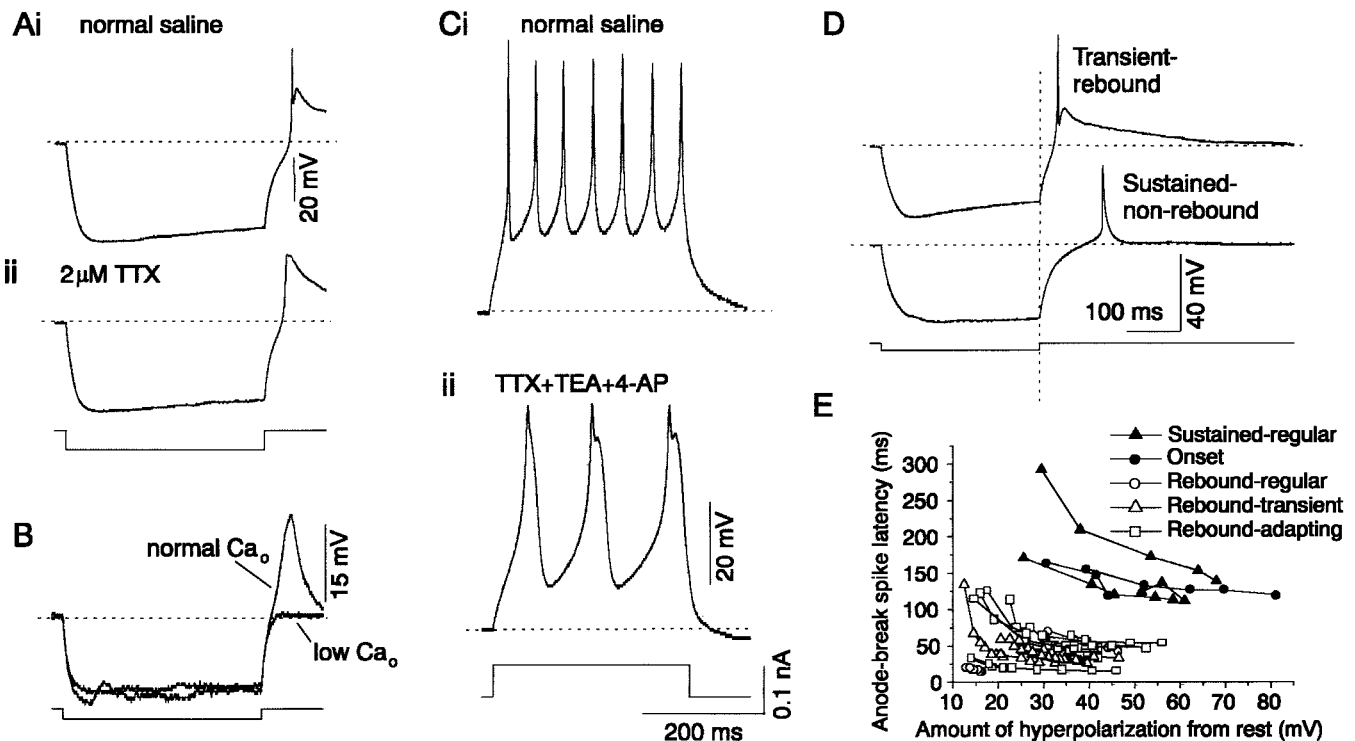 Ai normal saline
20 mV
ii 2µM TTX
B normal Cao
15 mV
low Cao
Ci normal saline
ii TTX+TEA+4-AP
20 mV
0.1 nA
200 ms
D
Transient-
rebound
Sustained-
non-rebound
100 ms
40 mV
E
Sustained-regular
Onset
Rebound-regular
Rebound-transient
Rebound-adapting
Anode-break spike latency (ms)
300
250
200
150
100
50
0
10 20 30 40 50 60 70 80
Amount of hyperpolarization from rest (mV)